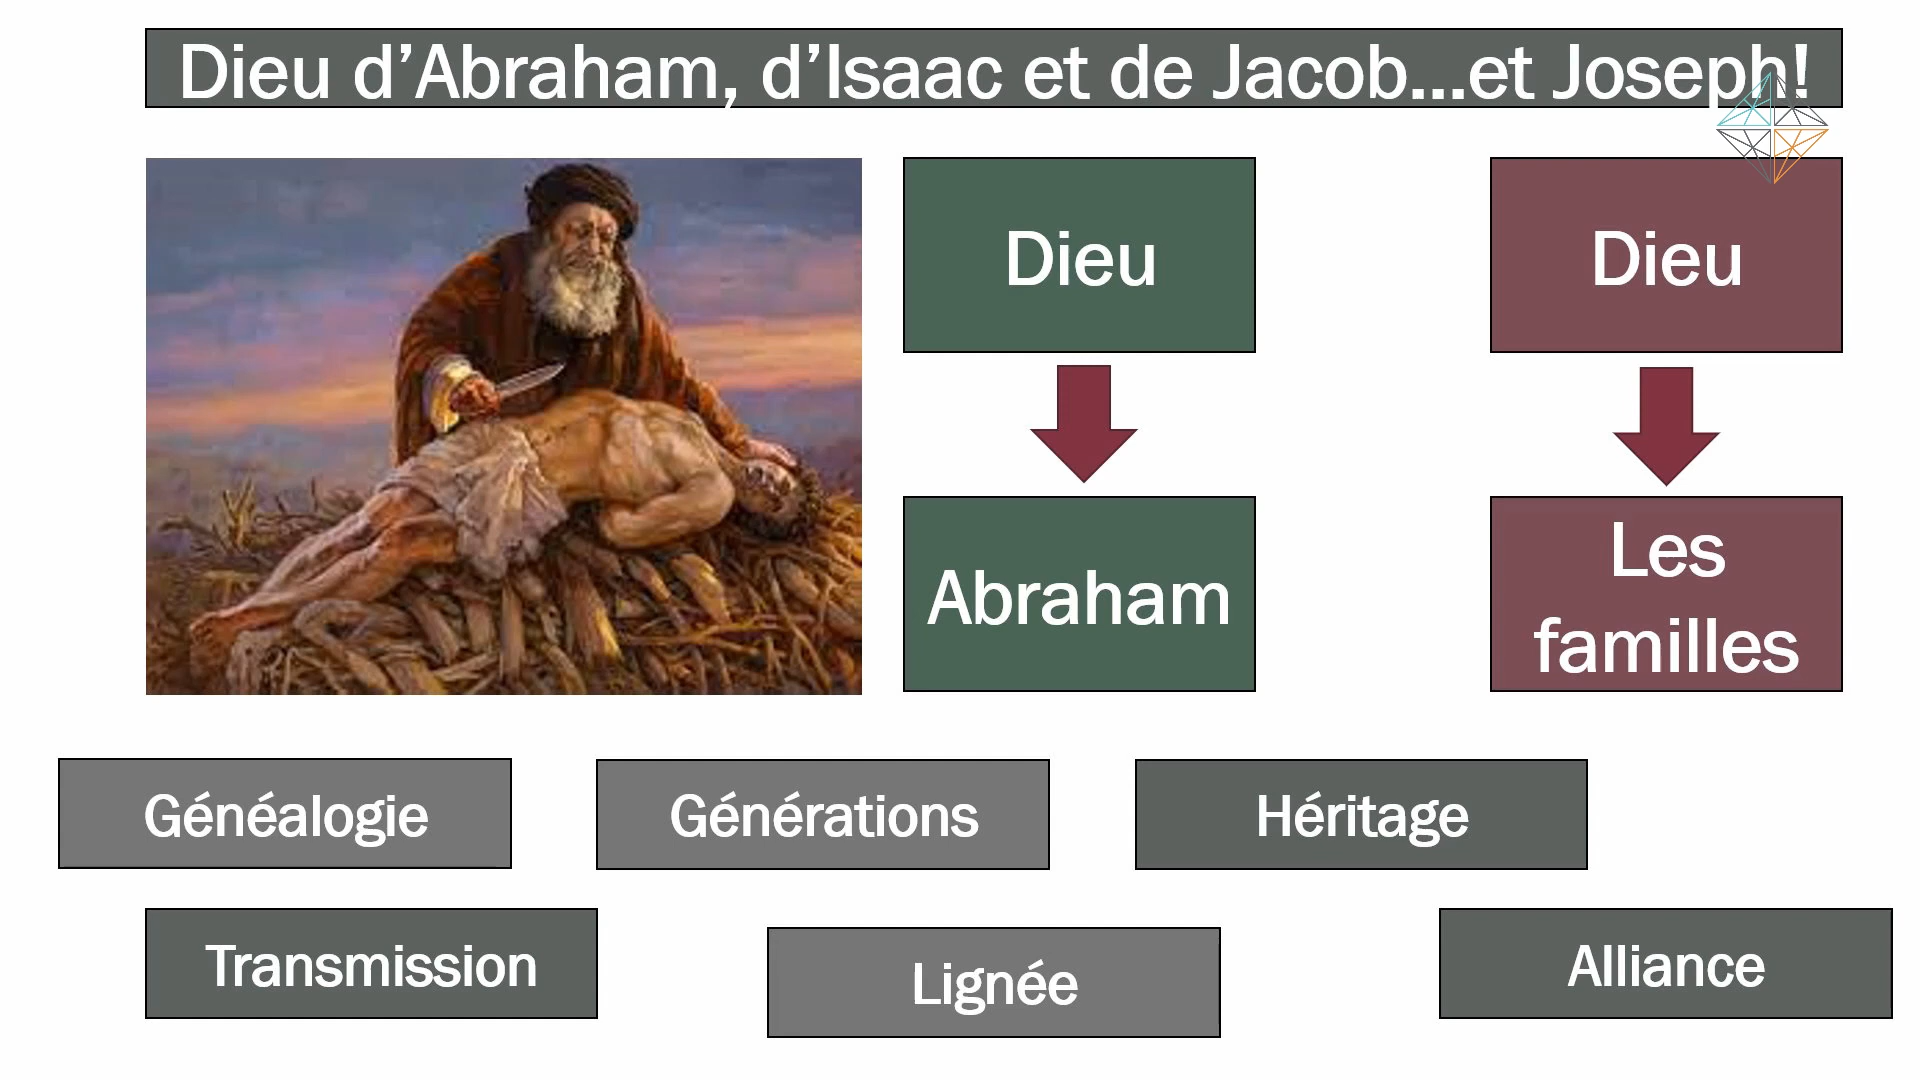 Dieu d’Abraham, d’Isaac et de Jacob...et Joseph!
Dieu
Dieu
Abraham
Les
familles
Généalogie
Générations
Héritage
Transmission
Lignée
Alliance